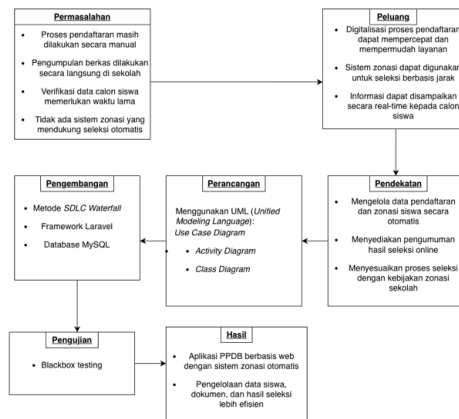 Permasalahan
• Proses pendaftaran masih
dilakukan secara manual
• Pengumpulan berkas dilakukan
secara langsung di sekolah
• Verifikasi data calon siswa
memerlukan waktu lama
• Tidak ada sistem zonasi yang
mendukung seleksi otomatis
Peluang
• Digitalisasi proses pendaftaran
dapat mempercepat dan
mempermudah layanan
• Sistem zonasi dapat digunakan
untuk seleksi berbasis jarak
• Informasi dapat disampaikan
secara real-time kepada calon
siswa
Pendekatan
• Mengelola data pendaftaran
dan zonasi siswa secara
otomatis
• Menyediakan pengumuman
hasil seleksi online
• Menyesuaikan proses seleksi
dengan kebijakan zonasi
sekolah
Perancangan
Menggunakan UML (Unified
Modeling Language):
Use Case Diagram
• Activity Diagram
• Class Diagram
Pengembangan
• Metode SDLC Waterfall
• Framework Laravel
• Database MySQL
Pengujian
• Blackbox testing
Hasil
• Aplikasi PPDB berbasis web
dengan sistem zonasi otomatis
• Pengelolaan data siswa,
dokumen, dan hasil seleksi
lebih efisien